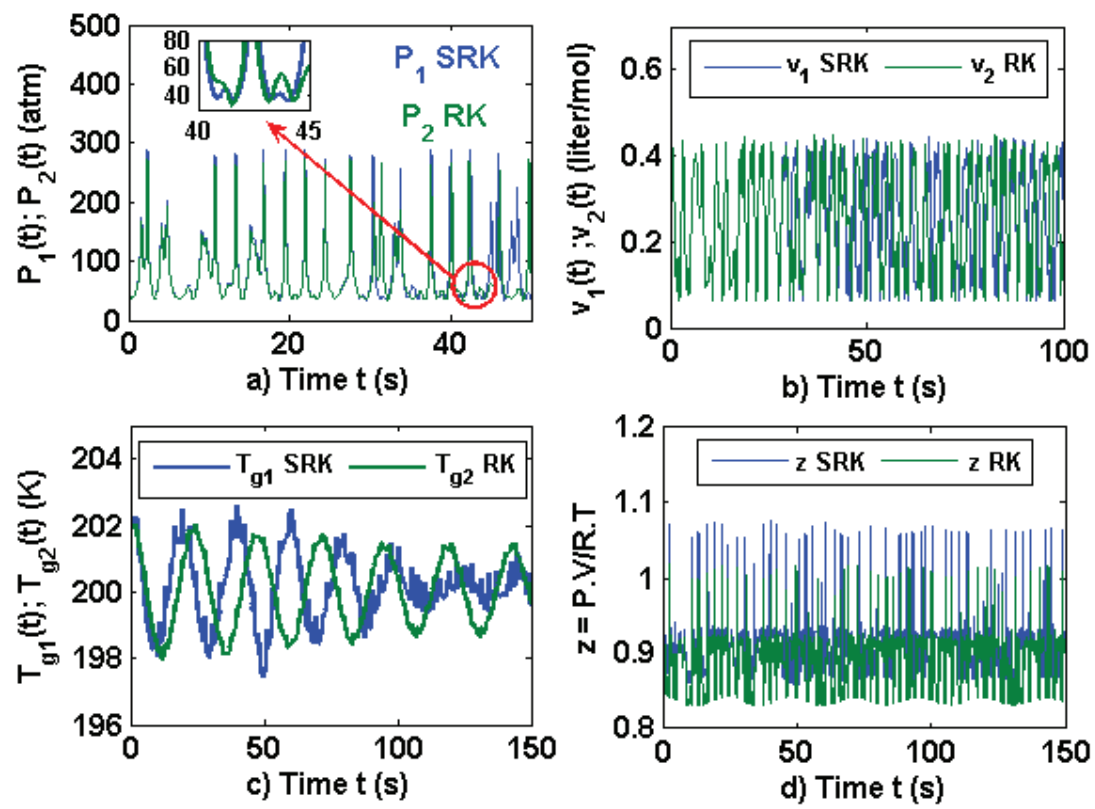 500
400
300
200
100
0
P₁(t); P₂(t) (atm)
80
60
40
40 45
P₁ SRK
P₂ RK
0 20 40
a) Time t (s)
0.6
0.4
0.2
0
v₁(t) ;v₂(t) (liter/mol)
v₁ SRK v₂ RK
0 50 100
b) Time t (s)
204
202
200
198
196
Tg1(t); Tg2(t) (K)
Tg1 SRK Tg2 RK
0 50 100 150
c) Time t (s)
1.2
1.1
1
0.9
0.8
z = P.V/R.T
z SRK z RK
0 50 100 150
d) Time t (s)